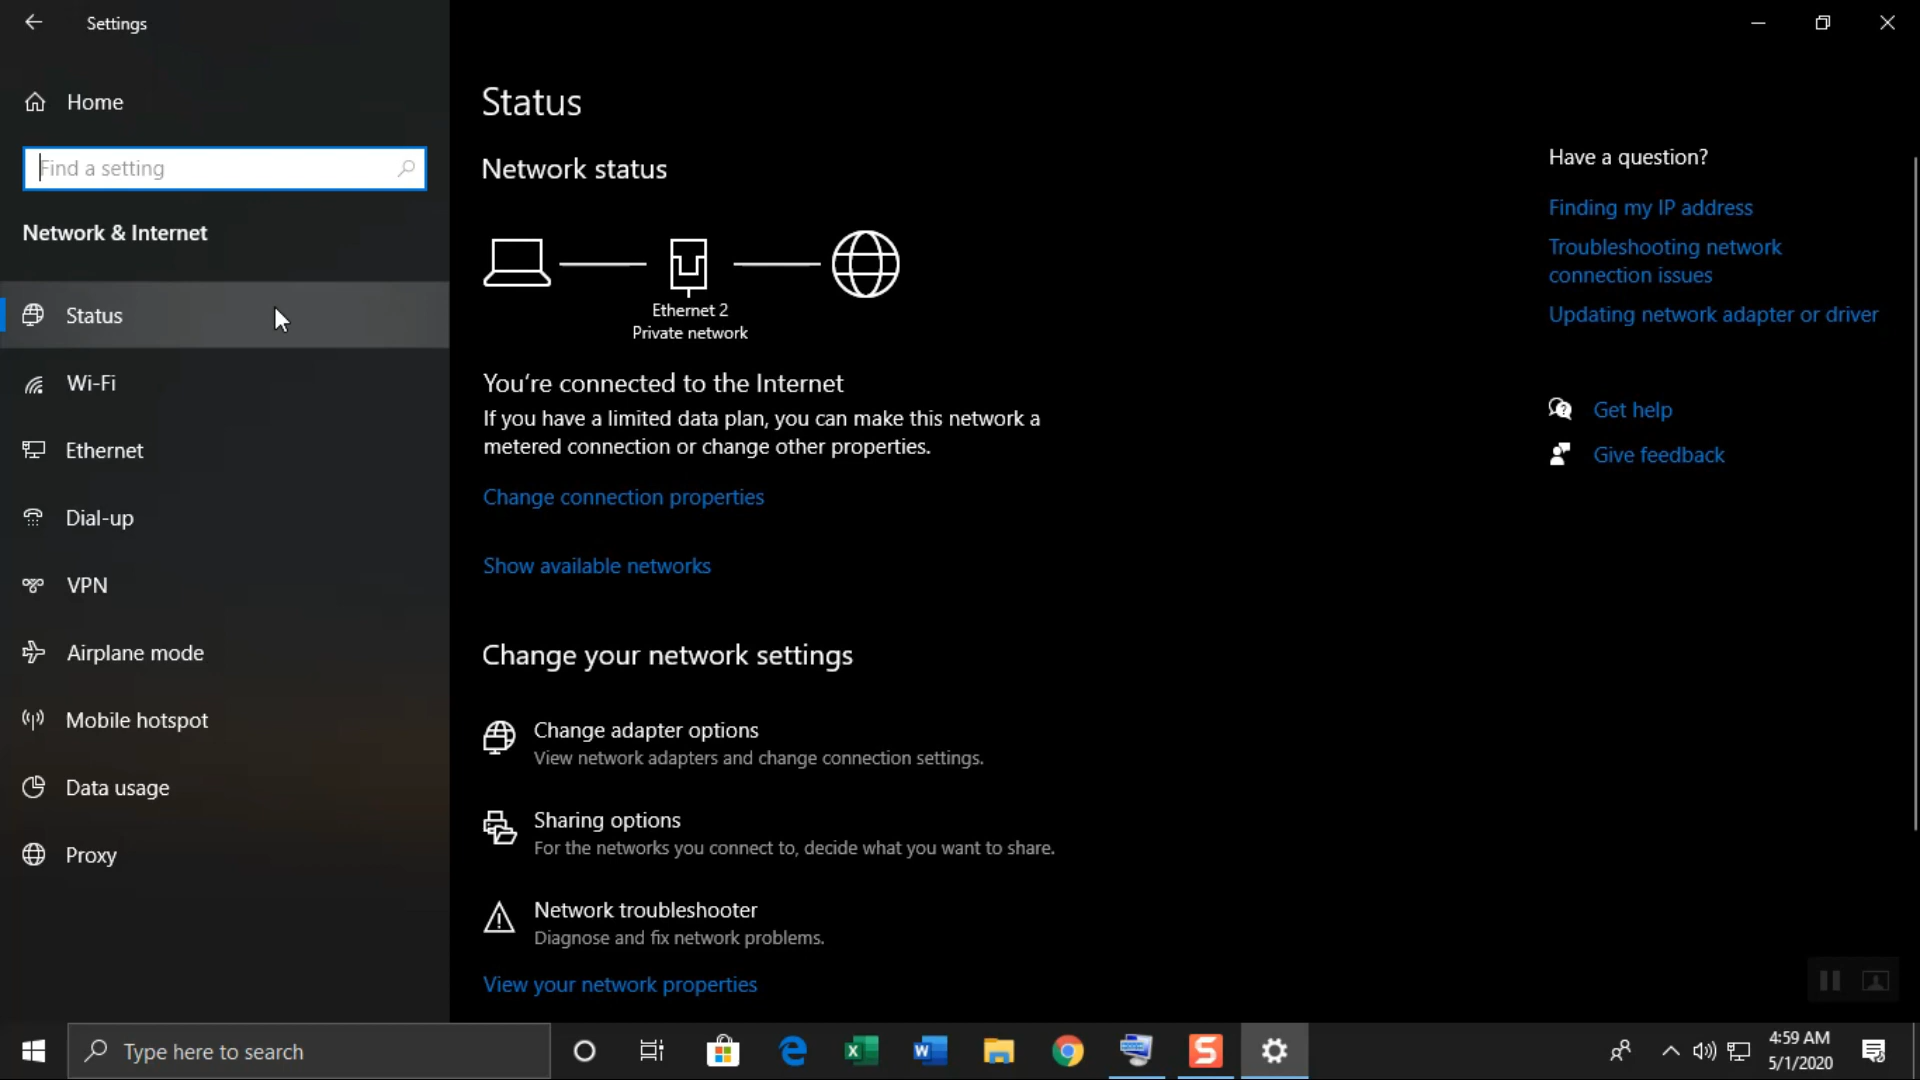 Settings
Home
Find a setting
Network & Internet
Status
Wi-Fi
Ethernet
Dial-up
VPN
Airplane mode
Mobile hotspot
Data usage
Proxy
Status
Network status
Ethernet 2
Private network
You're connected to the Internet
If you have a limited data plan, you can make this network a
metered connection or change other properties.
Change connection properties
Show available networks
Change your network settings
Change adapter options
View network adapters and change connection settings.
Sharing options
For the networks you connect to, decide what you want to share.
Network troubleshooter
Diagnose and fix network problems.
View your network properties
Have a question?
Finding my IP address
Troubleshooting network
connection issues
Updating network adapter or driver
Get help
Give feedback
Type here to search
4:59 AM
5/1/2020